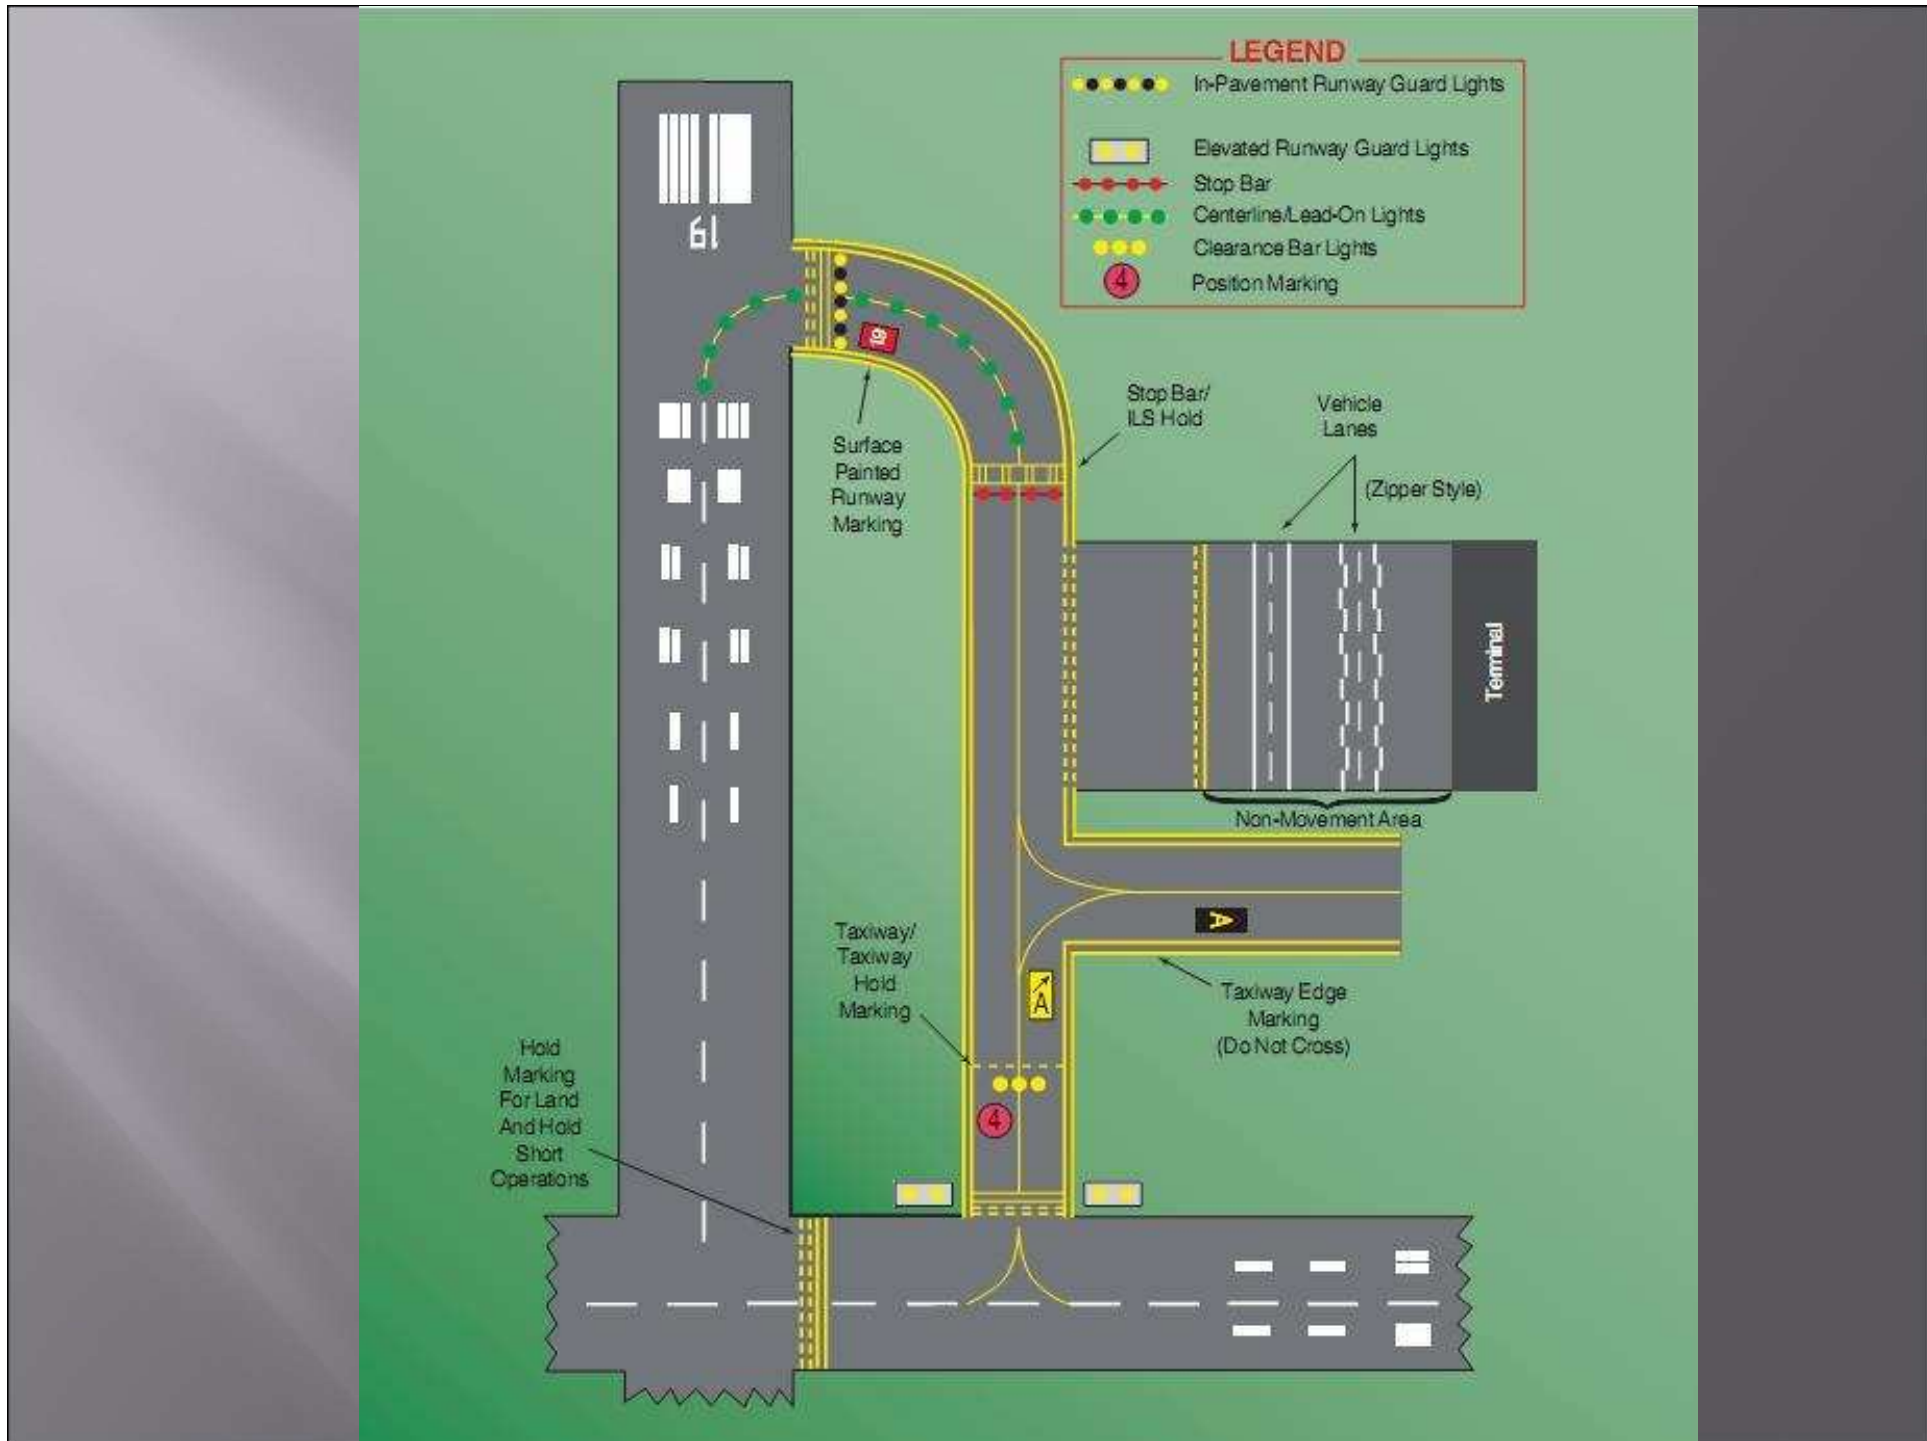 LEGEND
In-Pavement Runway Guard Lights
Elevated Runway Guard Lights
Stop Bar
Centerline/Lead-On Lights
Clearance Bar Lights
4
Position Marking
19
19
Surface
Painted
Runway
Marking
Stop Bar/
ILS Hold
Vehicle
Lanes
(Zipper Style)
Terminal
Non-Movement Area
A
Taxiway/
Taxiway
Hold
Marking
A
Taxiway Edge
Marking
(Do Not Cross)
4
Hold
Marking
For Land
And Hold
Short
Operations